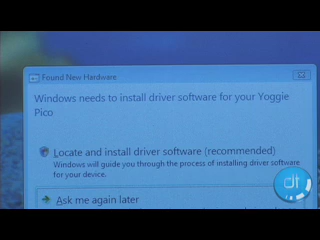 Found New Hardware
Windows needs to install driver software for your Yoggie
Pico
Locate and install driver software (recommended)
Windows will guide you through the process of installing driver software
for your device.
Ask me again later
dt